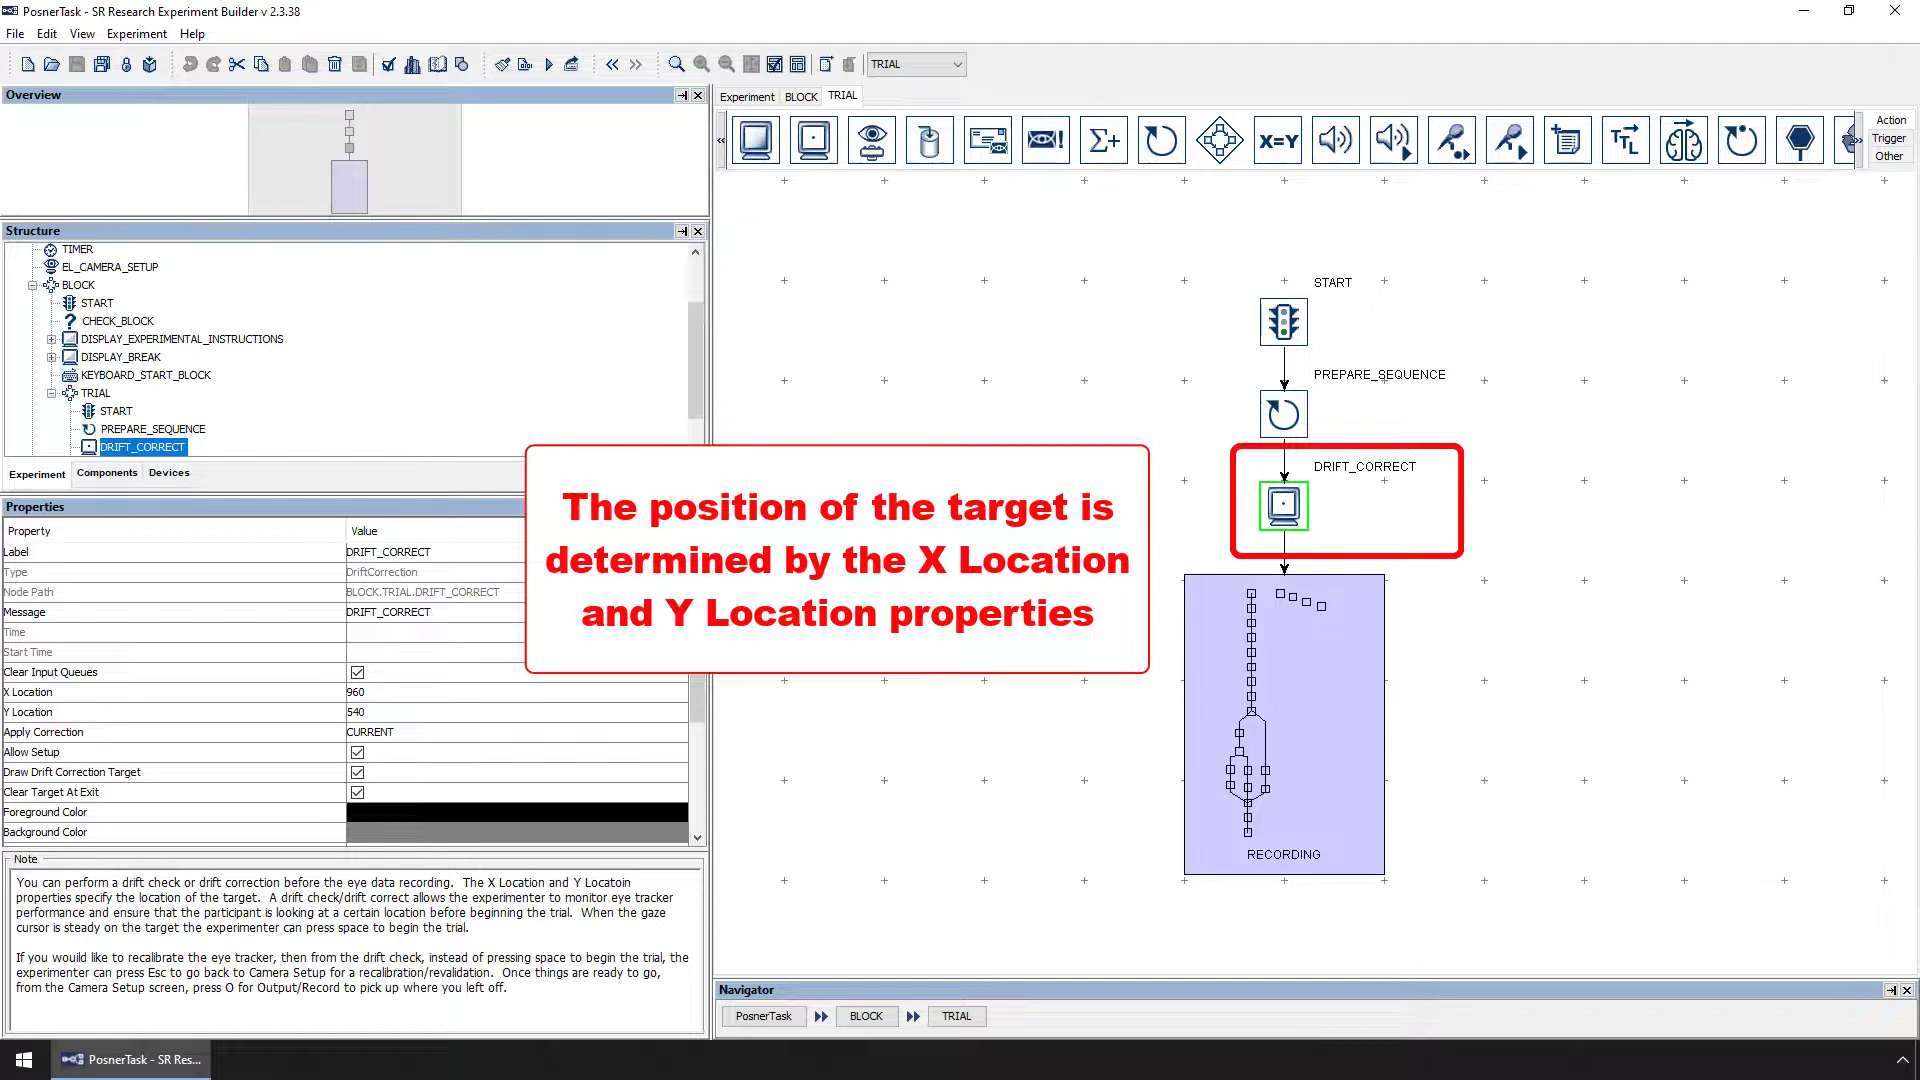 PosnerTask - SR Research Experiment Builder v 2.3.38
File Edit View Experiment Help
TRIAL
Overview
Experiment BLOCK TRIAL
X=Y
Σ+
TTL
Action
Trigger
Other
Structure
TIMER
EL_CAMERA_SETUP
BLOCK
START
CHECK_BLOCK
DISPLAY_EXPERIMENTAL_INSTRUCTIONS
DISPLAY_BREAK
KEYBOARD_START_BLOCK
TRIAL
START
PREPARE_SEQUENCE
DRIFT_CORRECT
Experiment Components Devices
Properties
Property Value
Label DRIFT_CORRECT
Type DriftCorrection
Node Path BLOCK.TRIAL.DRIFT_CORRECT
Message DRIFT_CORRECT
Time
Start Time
Clear Input Queues
X Location 960
Y Location 540
Apply Correction CURRENT
Allow Setup
Draw Drift Correction Target
Clear Target At Exit
Foreground Color
Background Color
Note
You can perform a drift check or drift correction before the eye data recording. The X Location and Y Locatoin
properties specify the location of the target. A drift check/drift correct allows the experimenter to monitor eye tracker
performance and ensure that the participant is looking at a certain location before beginning the trial. When the gaze
cursor is steady on the target the experimenter can press space to begin the trial.
If you would like to recalibrate the eye tracker, then from the drift check, instead of pressing space to begin the trial, the
experimenter can press Esc to go back to Camera Setup for a recalibration/revalidation. Once things are ready to go,
from the Camera Setup screen, press O for Output/Record to pick up where you left off.
The position of the target is
determined by the X Location
and Y Location properties
START
PREPARE_SEQUENCE
DRIFT_CORRECT
RECORDING
Navigator
PosnerTask BLOCK TRIAL
PosnerTask - SR Res...